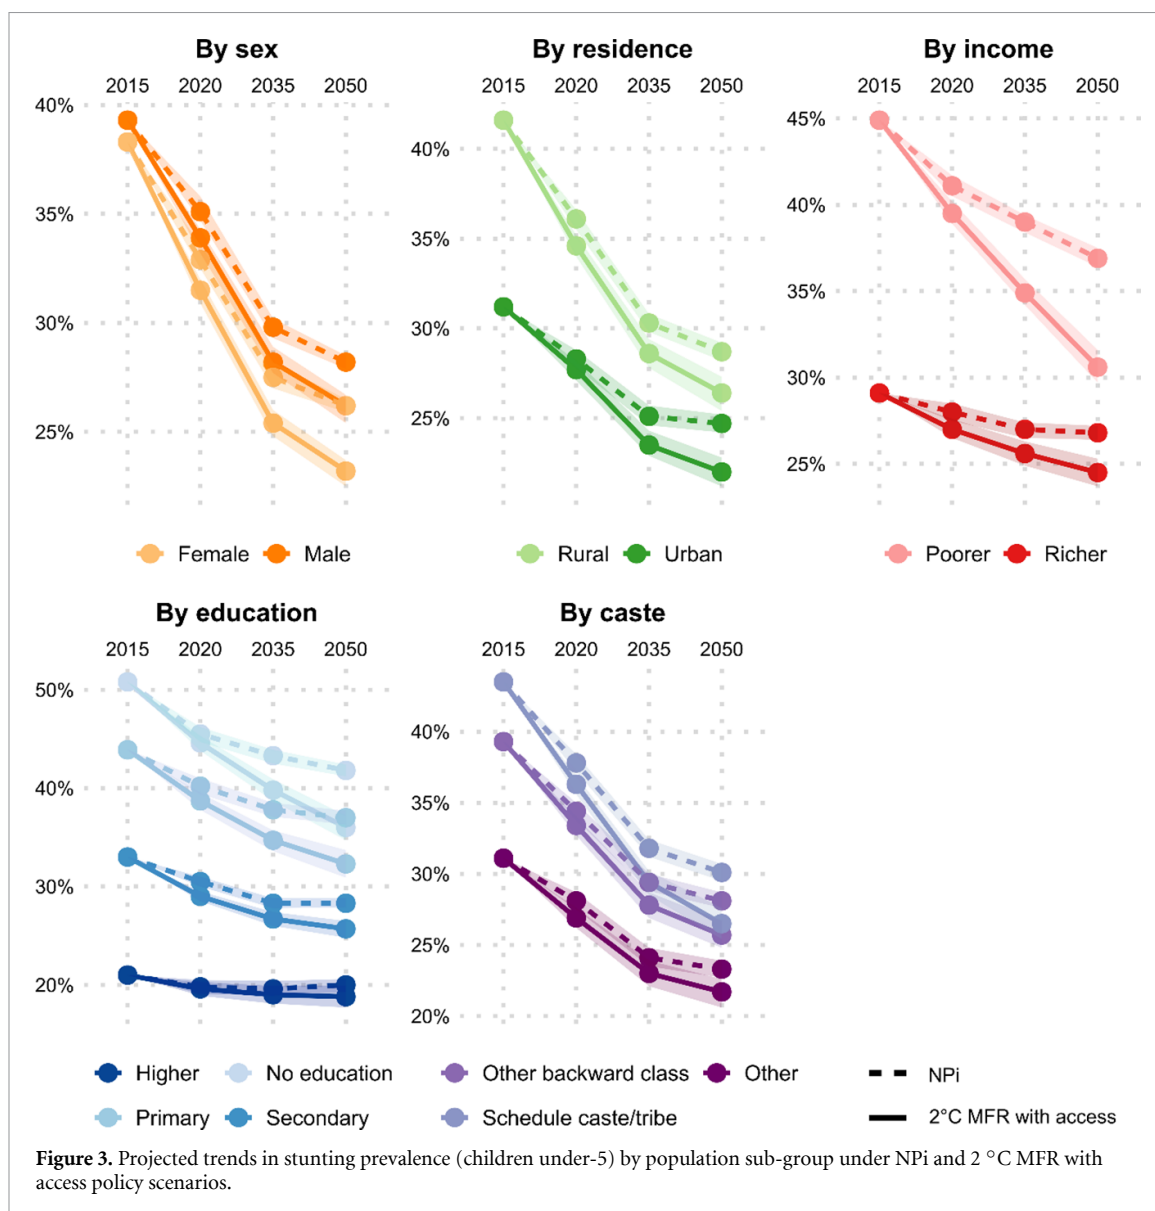 By sex
By residence
By income
2015 2020 2035 2050
2015 2020 2035 2050
2015 2020 2035 2050
40%
35%
30%
25%
40%
35%
30%
25%
45%
40%
35%
30%
25%
Female Male
Rural Urban
Poorer Richer
By education
By caste
2015 2020 2035 2050
2015 2020 2035 2050
50%
40%
30%
20%
40%
35%
30%
25%
20%
Higher No education
Primary Secondary
Other backward class Other
Schedule caste/tribe
NPi
2°C MFR with access
Figure 3. Projected trends in stunting prevalence (children under-5) by population sub-group under NPi and 2 °C MFR with
access policy scenarios.